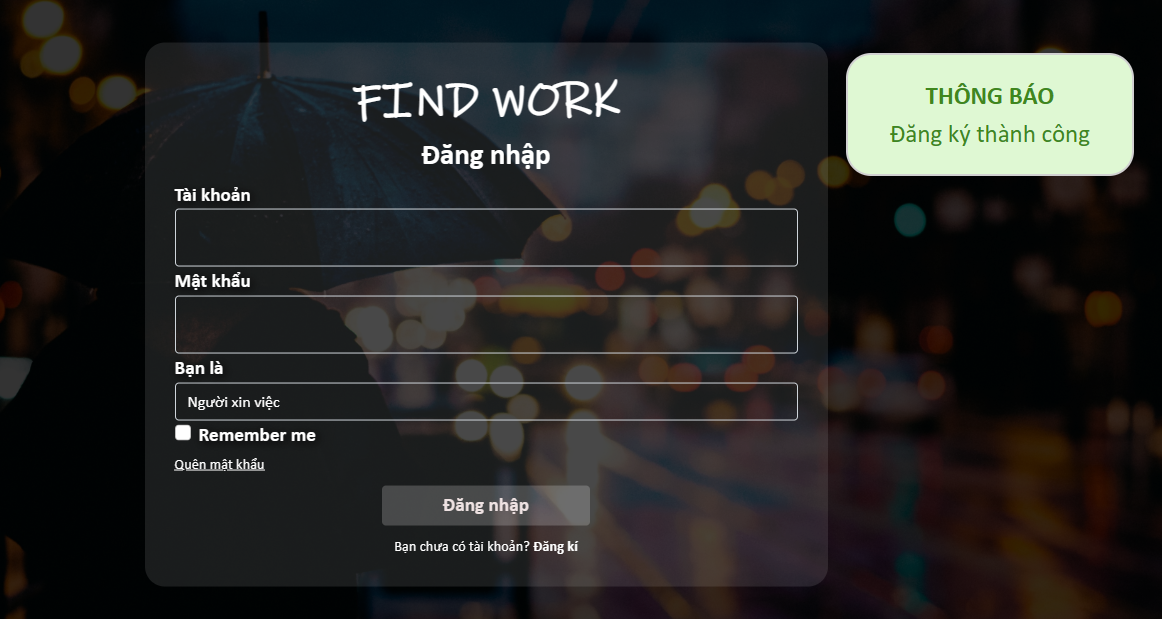 FIND WORK
Đăng nhập
Tài khoản
Mật khẩu
Bạn là
Người xin việc
Remember me
Quên mật khẩu
Đăng nhập
Bạn chưa có tài khoản? Đăng kí
THÔNG BÁO
Đăng ký thành công